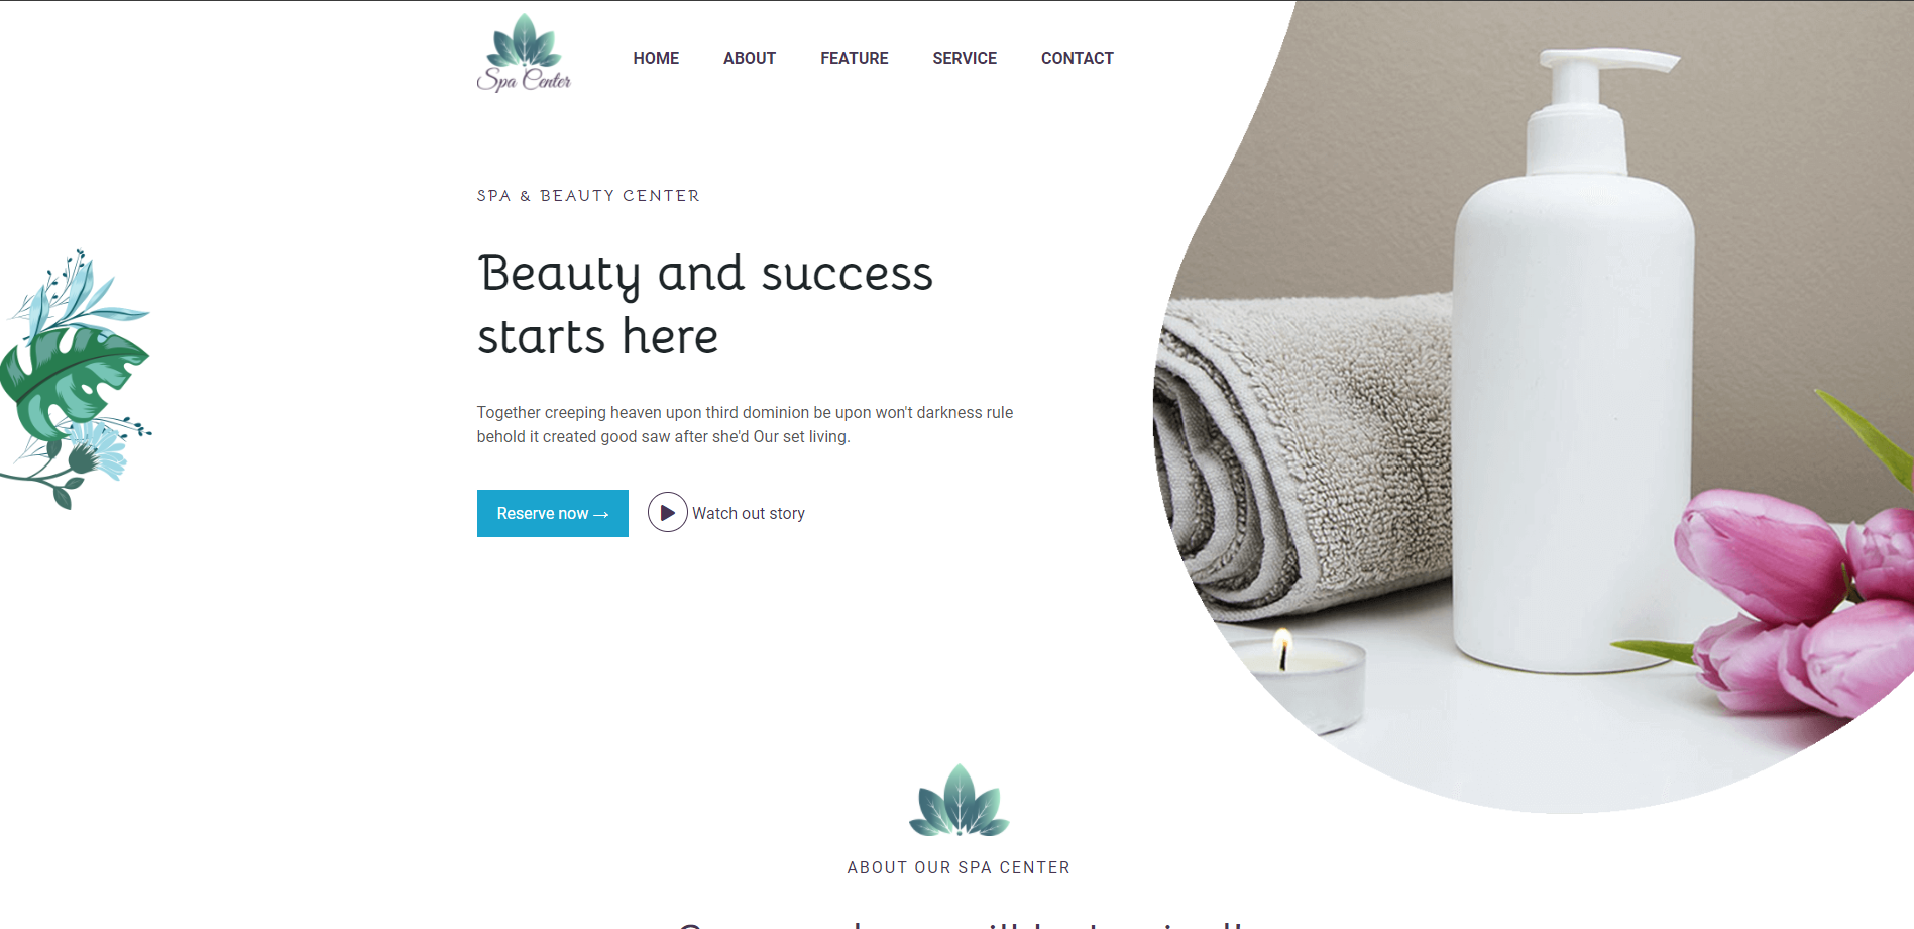 Spa Center
HOME ABOUT FEATURE SERVICE CONTACT
SPA & BEAUTY CENTER
Beauty and success
starts here
Together creeping heaven upon third dominion be upon won't darkness rule
behold it created good saw after she'd Our set living.
Reserve now → Watch out story
ABOUT OUR SPA CENTER